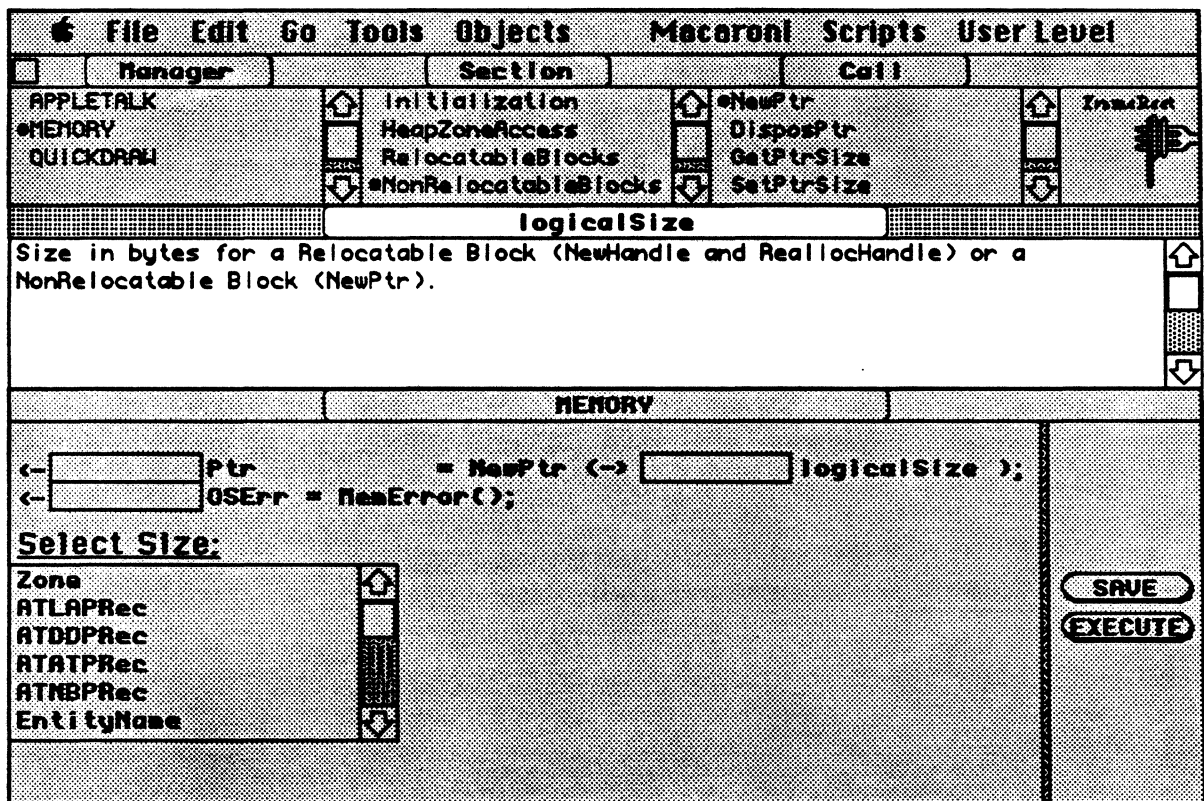 File Edit Go Tools Objects Macaroni Scripts User Level
Manager Section Call
APPLETALK
●MEMORY
QUICKDRAW
Initialization
HeapZoneAccess
RelocatableBlocks
●NonRelocatableBlocks
●NewPtr
DisposPtr
GetPtrSize
SetPtrSize
logicalSize
Size in bytes for a Relocatable Block (NewHandle and ReallocHandle) or a
NonRelocatable Block (NewPtr).
MEMORY
<- Ptr = NewPtr (-> logicalSize );
<- OSErr = MemError();
Select Size:
Zone
ATLAPRec
ATDDPRec
ATATPRec
ATNBPRec
EntityName
SAVE
EXECUTE